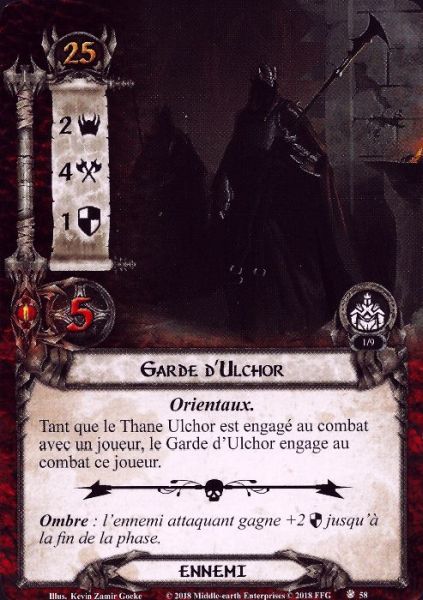 25
2
4
1
5
1/9
Garde d'Ulchor
Orientaux.
Tant que le Thane Ulchor est engagé au combat
avec un joueur, le Garde d'Ulchor engage au
combat ce joueur.
Ombre : l'ennemi attaquant gagne +2 jusqu'à
la fin de la phase.
ENNEMI
Illus. Kevin Zamir Goeke © 2018 Middle-earth Enterprises © 2018 FFG 58